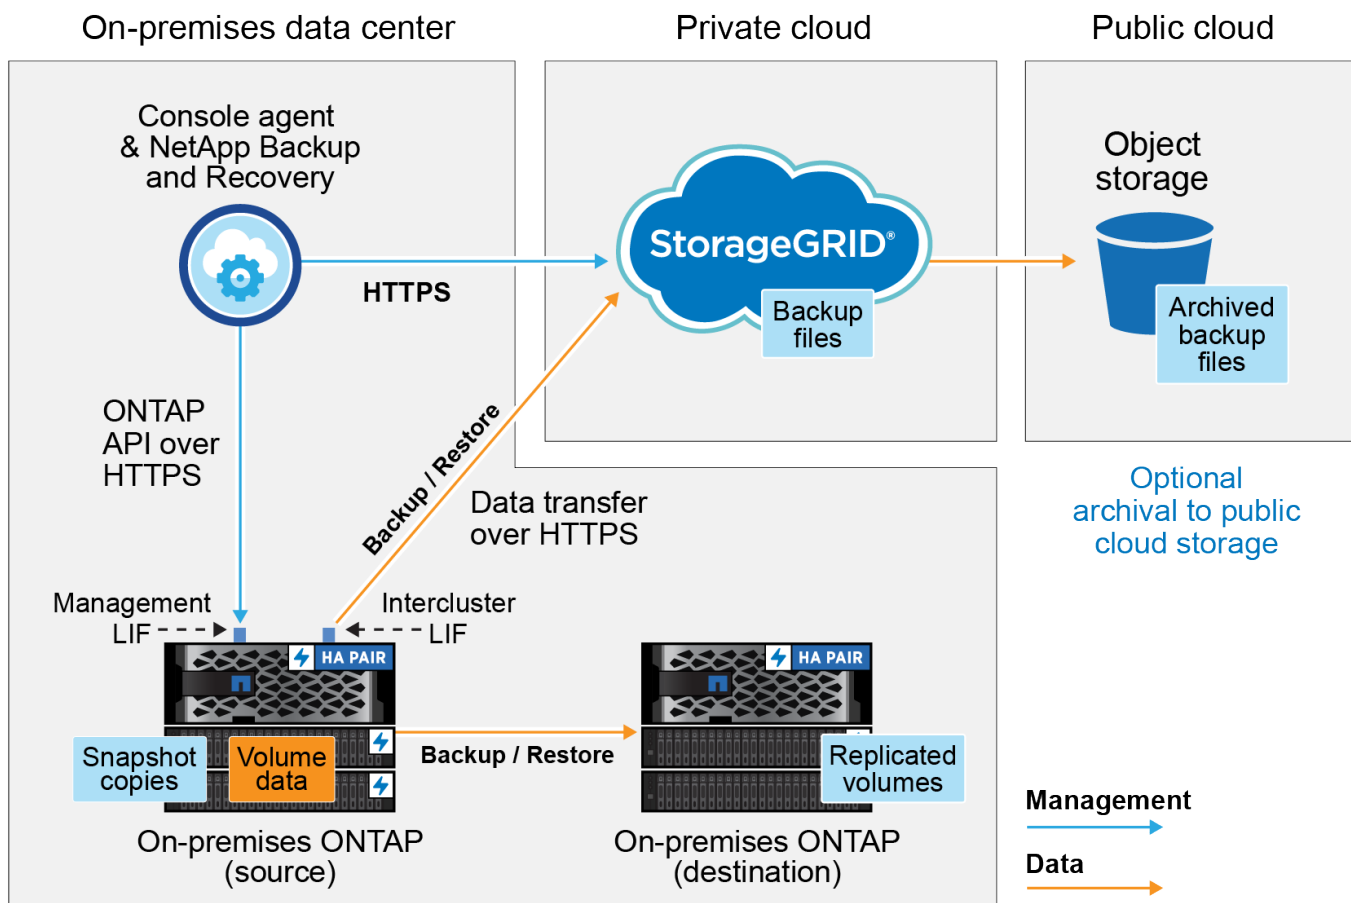 On-premises data center
Private cloud
Public cloud
Console agent
& NetApp Backup
and Recovery
Object
storage
StorageGRID®
HTTPS
Backup
files
Archived
backup
files
ONTAP
API over
HTTPS
Backup / Restore
Data transfer
over HTTPS
Optional
archival to public
cloud storage
Management
LIF
Intercluster
LIF
HA PAIR
HA PAIR
Snapshot
copies
Volume
data
Backup / Restore
Replicated
volumes
On-premises ONTAP
(source)
On-premises ONTAP
(destination)
Management
Data